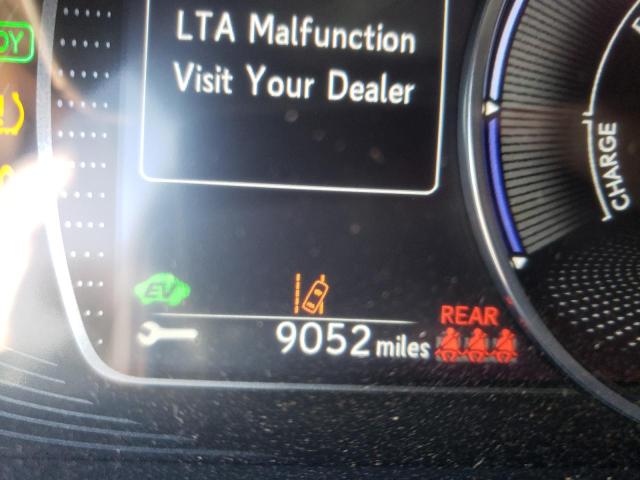 LTA Malfunction
Visit Your Dealer
CHARGE
EV
9052 miles
REAR